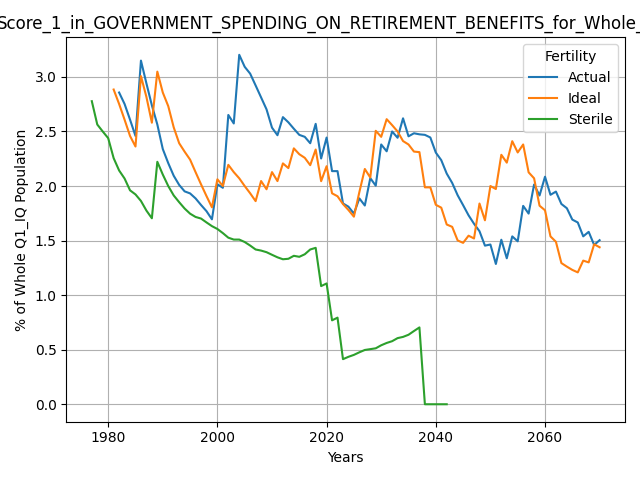 Score_1_in_GOVERNMENT_SPENDING_ON_RETIREMENT_BENEFITS_for_Whole_
% of Whole Q1_IQ Population
3.0
2.5
2.0
1.5
1.0
0.5
0.0
Fertility
Actual
Ideal
Sterile
1980 2000 2020 2040 2060
Years